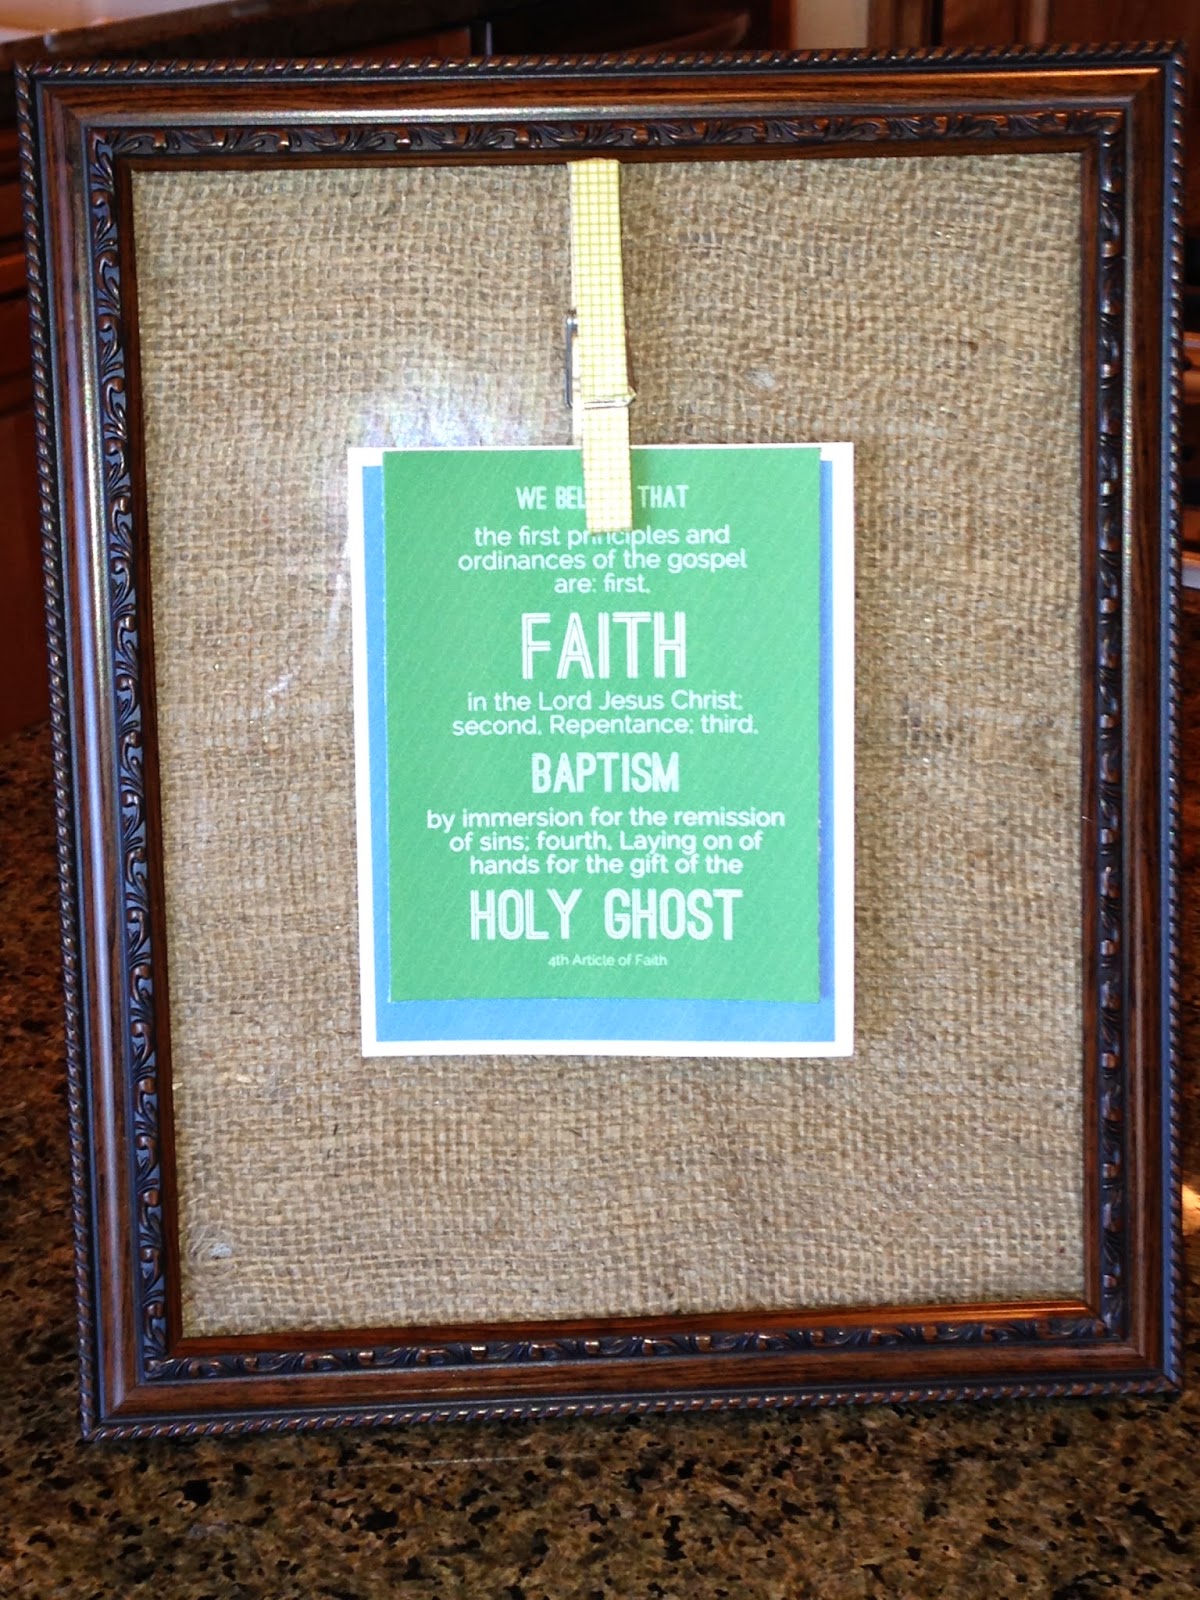 WE BEL THAT
the first principles and
ordinances of the gospel
are: first,
FAITH
in the Lord Jesus Christ;
second, Repentance; third,
BAPTISM
by immersion for the remission
of sins; fourth, Laying on of
hands for the gift of the
HOLY GHOST
4th Article of Faith